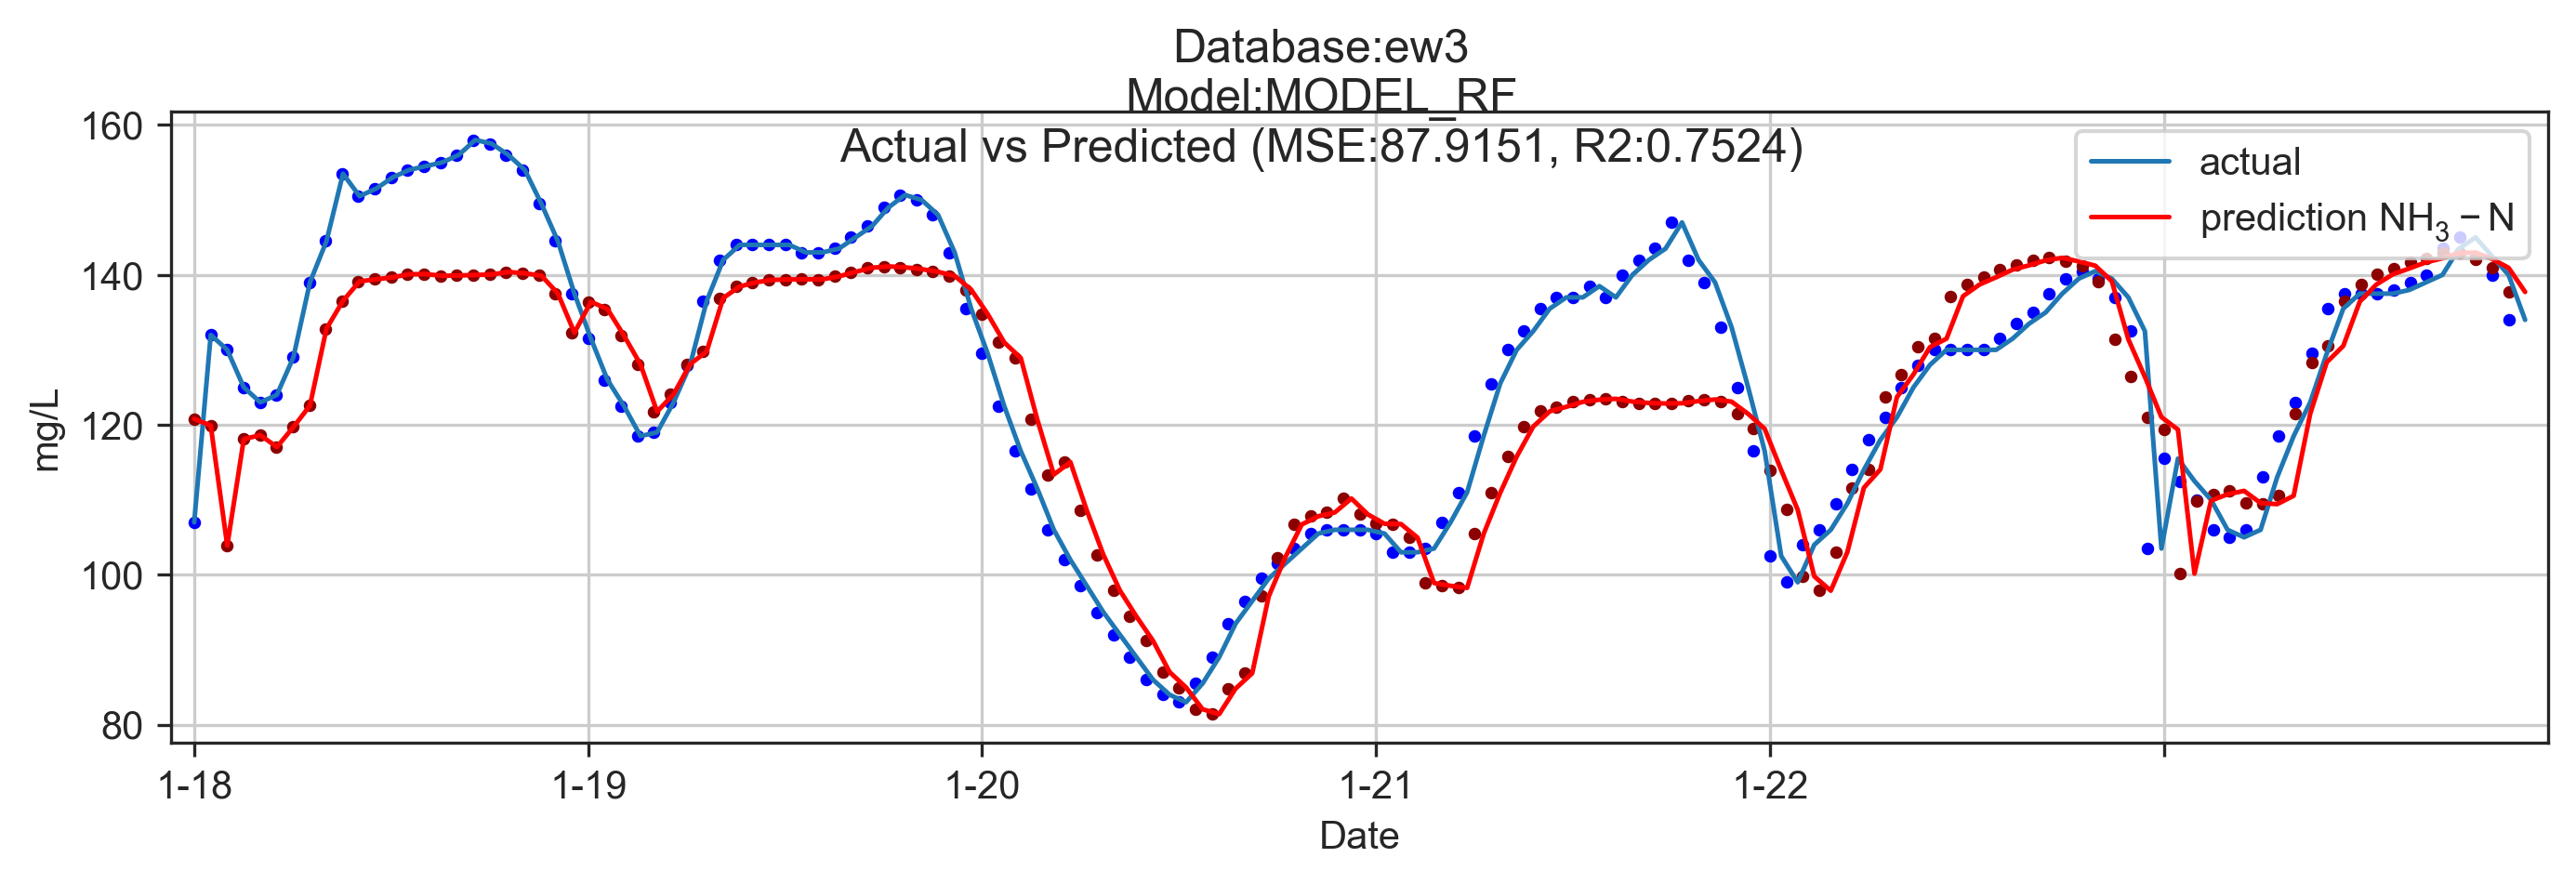 Database:ew3
Model:MODEL_RF
Actual vs Predicted (MSE:87.9151, R2:0.7524)
actual
prediction NH₃ − N
mg/L
160
140
120
100
80
1-18 1-19 1-20 1-21 1-22
Date